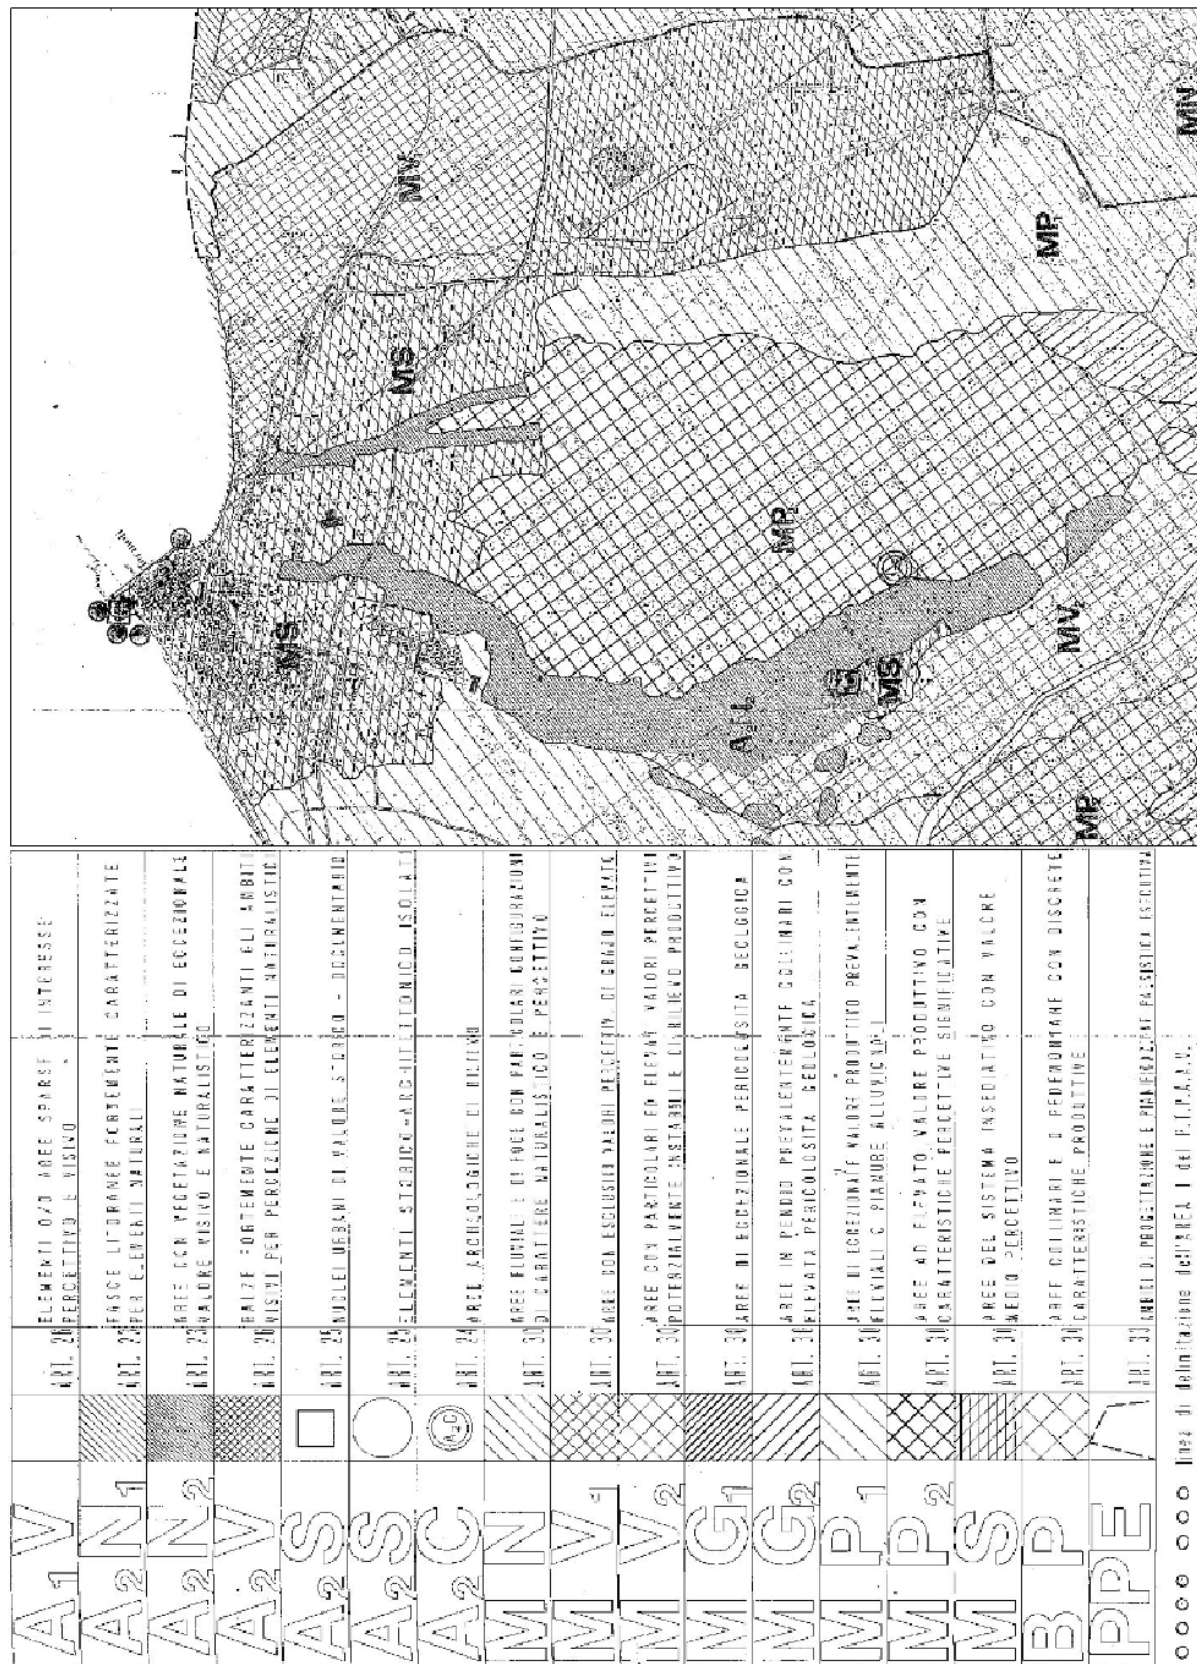 MS
MS
MV
MP
MP
MP
MN
MS
MV
A1V ART. 20 ELEMENTI O/O AREE SPARSE DI INTERESSE
PERCETTIVO E VISIVO
A2N1 ART. 22 FASCE LITORANEE FORTEMENTE CARATTERIZZATE
PER ELEMENTI NATURALI
A2N2 ART. 23 AREE CON VEGETAZIONE NATURALE DI ECCEZIONALE
VALORE VISIVO E NATURALISTICO
A2V ART. 26 BALZE FORTEMENTE CARATTERIZZANTI GLI AMBITI
VISIVI PER PERCEZIONE DI ELEMENTI NATURALISTICI
A2S ART. 25 NUCLEI URBANI DI VALORE STORICO - DOCUMENTARIO
A2S ART. 25 ELEMENTI STORICO-ARCHITETTONICO ISOLATI
A2C A2C ART. 24 AREE ARCHEOLOGICHE DI RILIEVO
MN ART. 30 AREE FLUVIALI E DI FOCE CON PARTICOLARI CONFIGURAZIONI
DI CARATTERE NATURALISTICO E PERCETTIVO
MV1 ART. 30 AREE CON ESCLUSIVI VALORI PERCETTIVI DI GRADO ELEVATO
MV2 ART. 30 AREE CON PARTICOLARI ED ELEVATI VALORI PERCETTIVI
POTENZIALMENTE INSTABILI E DI RILIEVO PRODUTTIVO
MG1 ART. 30 AREE DI ECCEZIONALE PERICOLOSITA GEOLOGICA
MG2 ART. 30 AREE IN PENDIO PREVALENTEMENTE COLLINARI CON
ELEVATA PERICOLOSITA GEOLOGICA
MP1 ART. 30 AREE DI ECCEZIONALE VALORE PRODUTTIVO PREVALENTEMENTE
FLUVIALI O PIANURE ALLUVIONALI
MP2 ART. 30 AREE AD ELEVATO VALORE PRODUTTIVO CON
CARATTERISTICHE PERCETTIVE SIGNIFICATIVE
MS ART. 30 AREE DEL SISTEMA INSEDIATIVO CON VALORE
MEDIO PERCETTIVO
BP ART. 30 AREE COLLINARI E PEDEMONTANE CON DISCRETE
CARATTERISTICHE PRODUTTIVE
PPE ART. 33 AMBITI DI PROGETTAZIONE E PIANIFICAZIONE PAESISTICA ESECUTIVA
linea di delimitazione dell'AREA 1 del P.T.P.A.A.V.